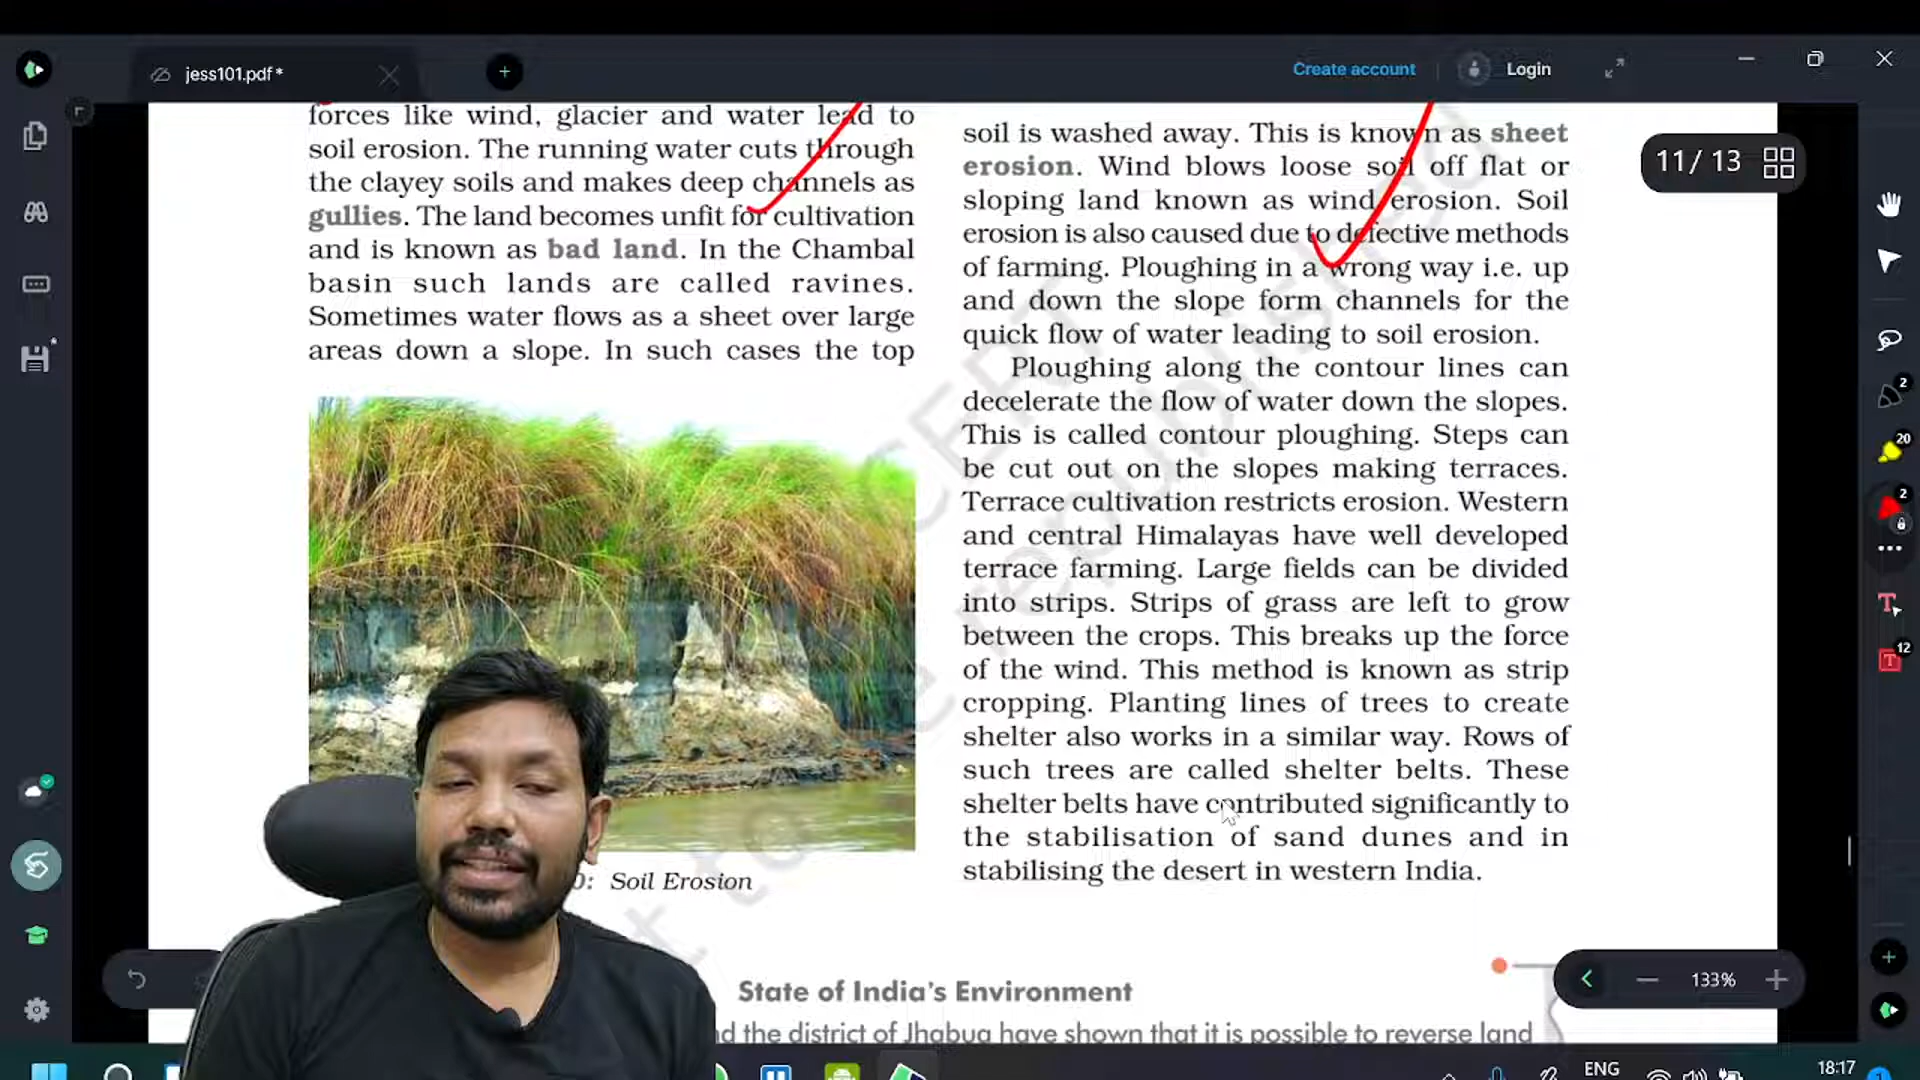 jess101.pdf*
Create account
Login
11/ 13
forces like wind, glacier and water lead to
soil erosion. The running water cuts through
the clayey soils and makes deep channels as
gullies. The land becomes unfit for cultivation
and is known as bad land. In the Chambal
basin such lands are called ravines.
Sometimes water flows as a sheet over large
areas down a slope. In such cases the top
0: Soil Erosion
soil is washed away. This is known as sheet
erosion. Wind blows loose soil off flat or
sloping land known as wind erosion. Soil
erosion is also caused due to defective methods
of farming. Ploughing in a wrong way i.e. up
and down the slope form channels for the
quick flow of water leading to soil erosion.
Ploughing along the contour lines can
decelerate the flow of water down the slopes.
This is called contour ploughing. Steps can
be cut out on the slopes making terraces.
Terrace cultivation restricts erosion. Western
and central Himalayas have well developed
terrace farming. Large fields can be divided
into strips. Strips of grass are left to grow
between the crops. This breaks up the force
of the wind. This method is known as strip
cropping. Planting lines of trees to create
shelter also works in a similar way. Rows of
such trees are called shelter belts. These
shelter belts have contributed significantly to
the stabilisation of sand dunes and in
stabilising the desert in western India.
State of India's Environment
nd the district of Jhabua have shown that it is possible to reverse land
2
20
2
12
133%
ENG
18:17